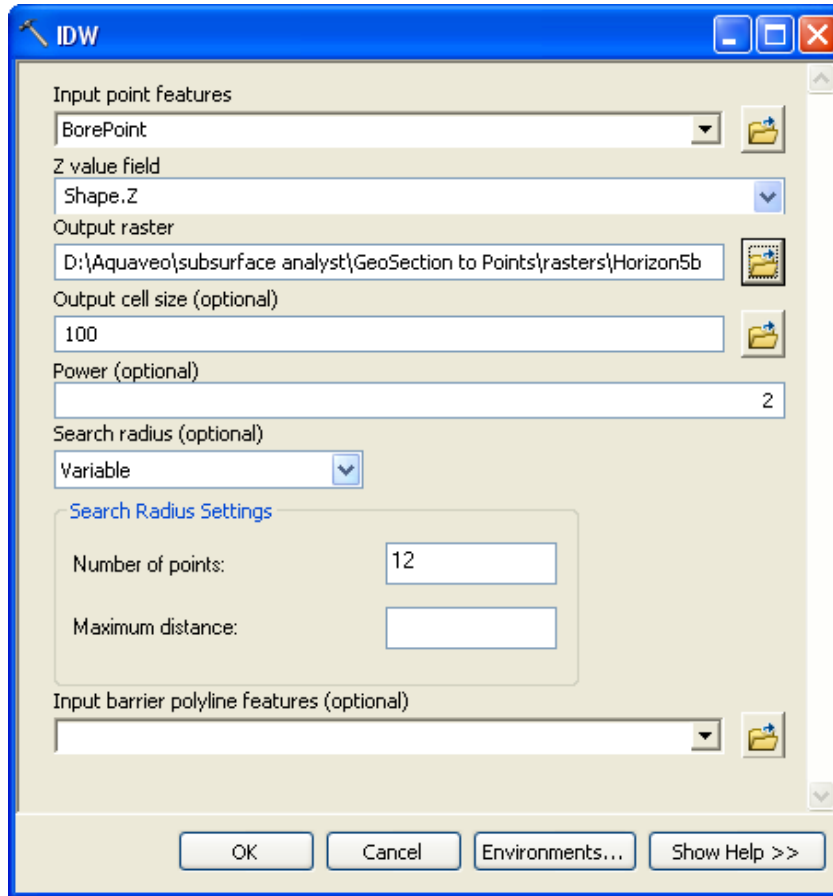 IDW
Input point features
BorePoint
Z value field
Shape.Z
Output raster
D:\Aquaveo\subsurface analyst\GeoSection to Points\rasters\Horizon5b
Output cell size (optional)
100
Power (optional)
2
Search radius (optional)
Variable
Search Radius Settings
Number of points: 12
Maximum distance:
Input barrier polyline features (optional)
OK Cancel Environments... Show Help >>